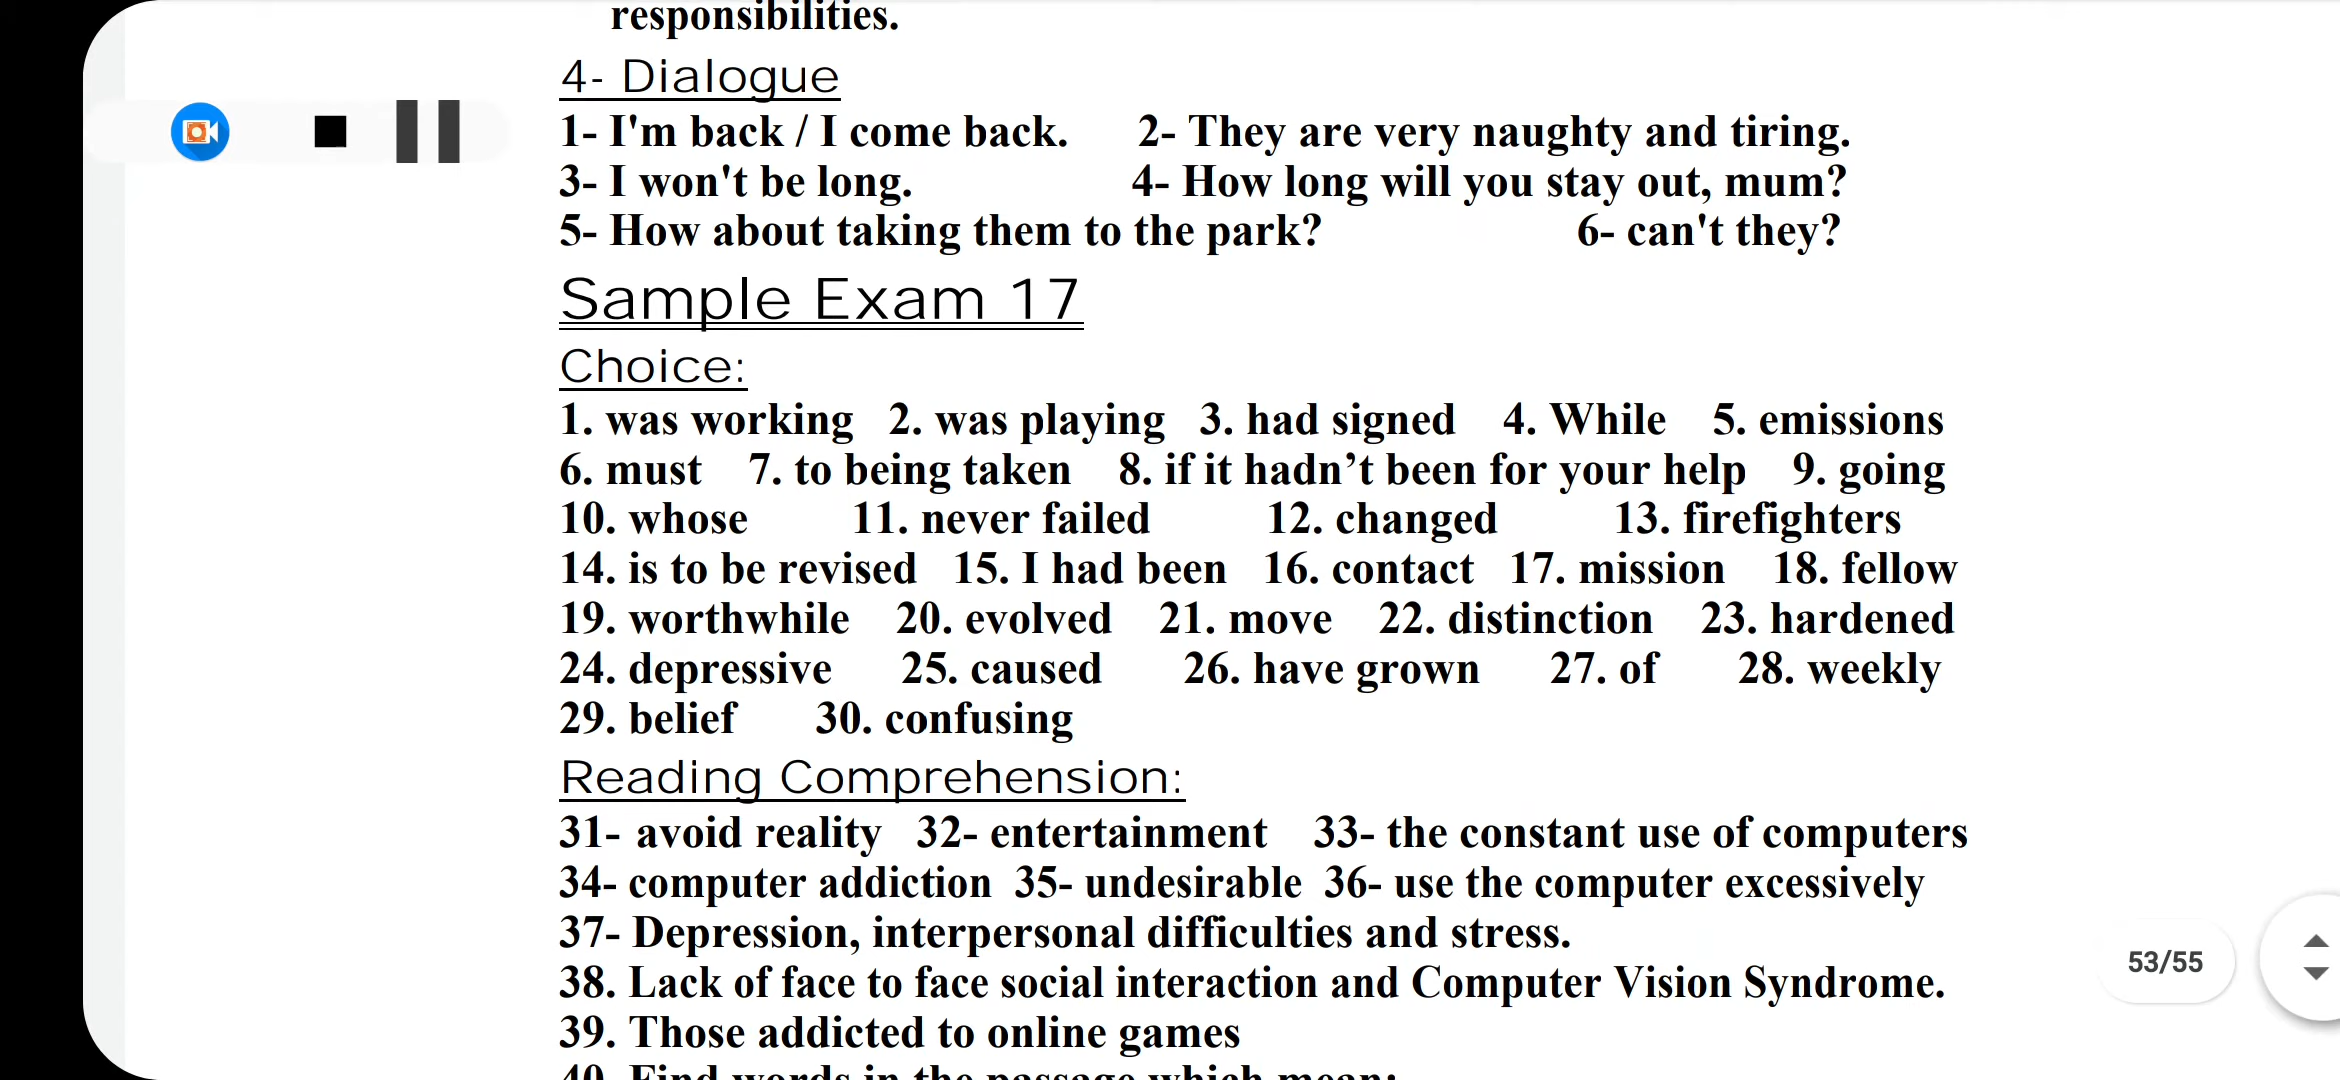 responsibilities.
4- Dialogue
1- I'm back / I come back. 2- They are very naughty and tiring.
3- I won't be long. 4- How long will you stay out, mum?
5- How about taking them to the park? 6- can't they?
Sample Exam 17
Choice:
1. was working 2. was playing 3. had signed 4. While 5. emissions
6. must 7. to being taken 8. if it hadn’t been for your help 9. going
10. whose 11. never failed 12. changed 13. firefighters
14. is to be revised 15. I had been 16. contact 17. mission 18. fellow
19. worthwhile 20. evolved 21. move 22. distinction 23. hardened
24. depressive 25. caused 26. have grown 27. of 28. weekly
29. belief 30. confusing
Reading Comprehension:
31- avoid reality 32- entertainment 33- the constant use of computers
34- computer addiction 35- undesirable 36- use the computer excessively
37- Depression, interpersonal difficulties and stress.
38. Lack of face to face social interaction and Computer Vision Syndrome.
53/55
39. Those addicted to online games
40. Find words in the passage which mean: